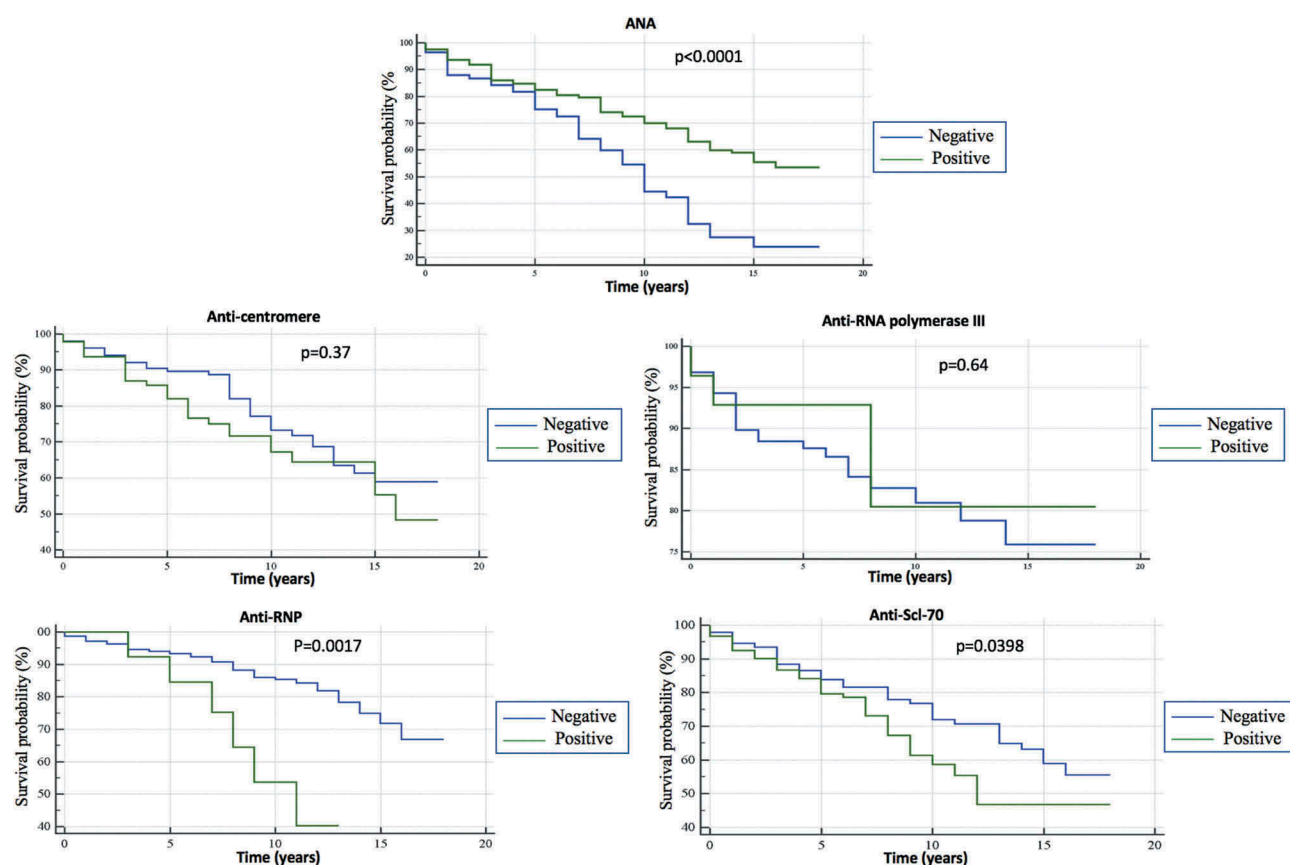 ANA
p<0.0001
Survival probability (%
100
90
80
70
60
50
40
30
20
0
5
10
15
20
Time (years)
Negative
Positive
Anti-centromere
p=0.37
Survival probability (%)
100
90
80
70
60
50
40
0
5
10
15
20
Time (years)
Negative
Positive
Anti-RNA polymerase III
p=0.64
Survival probability (%)
100
95
90
85
80
75
0
5
10
15
20
Time (years)
Negative
Positive
Anti-RNP
P=0.0017
Survival probability (%)
00
90
80
70
60
50
40
0
5
10
15
20
Time (years)
Negative
Positive
Anti-Scl-70
p=0.0398
Survival probability (%)
100
90
80
70
60
50
40
0
5
10
15
20
Time (years)
Negative
Positive